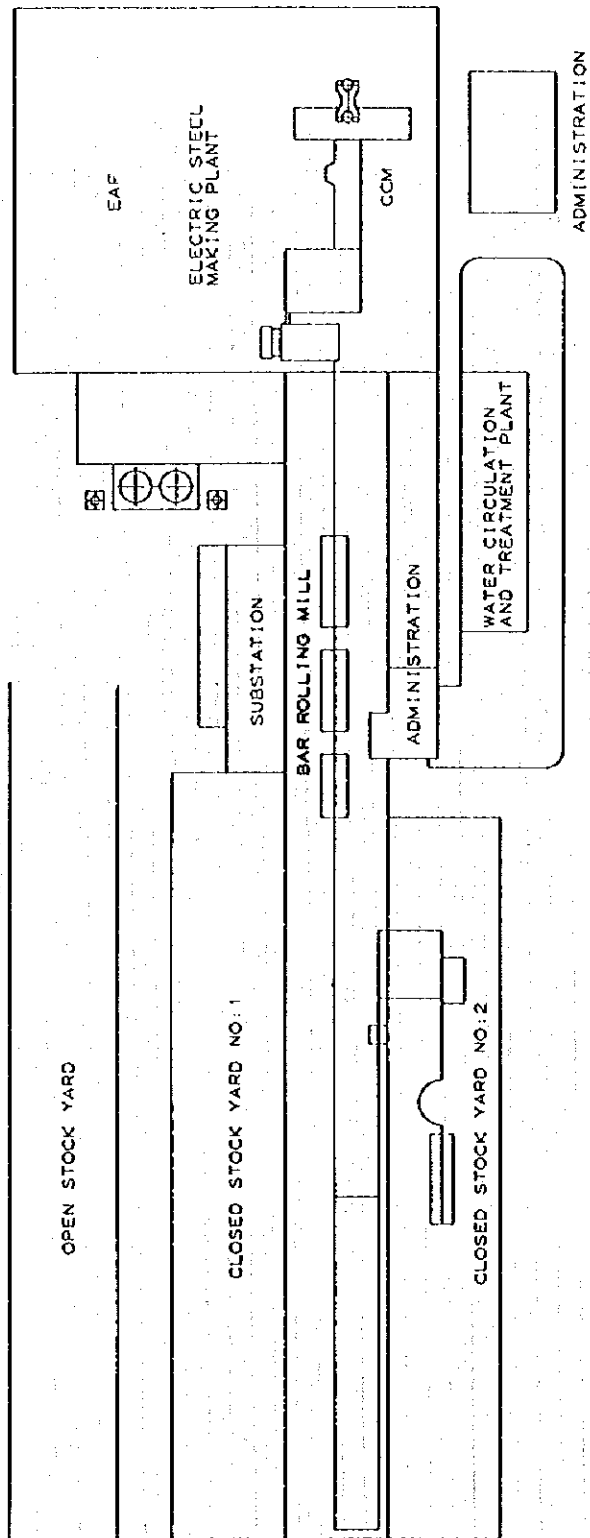 EAF
ELECTRIC STEEL
MAKING PLANT
CCM
ADMINISTRATION
SUBSTATION
BAR ROLLING MILL
ADMINISTRATION
WATER CIRCULATION
AND TREATMENT PLANT
OPEN STOCK YARD
CLOSED STOCK YARD NO:1
CLOSED STOCK YARD NO:2